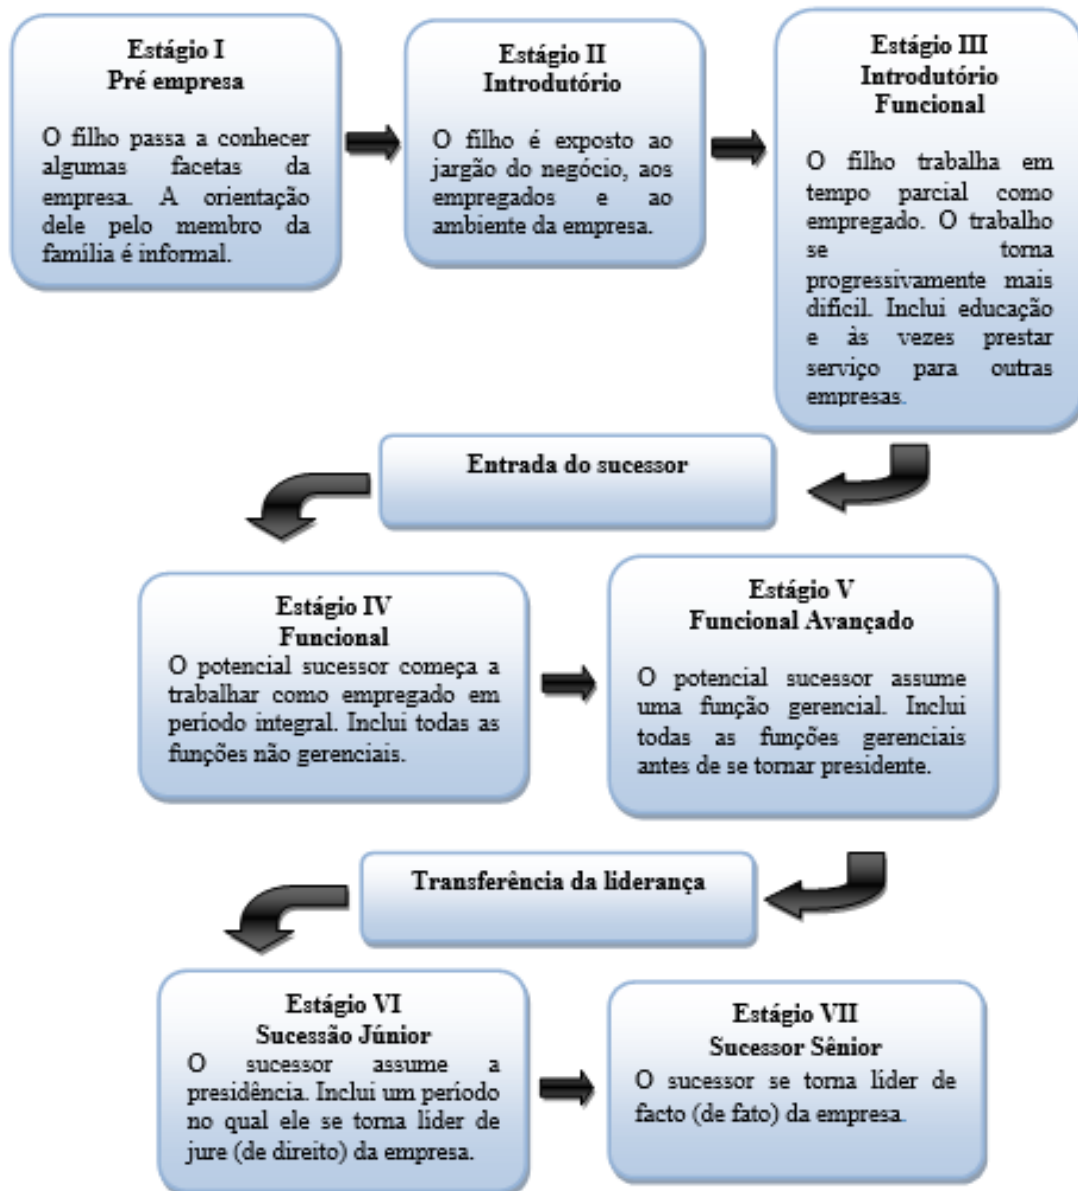 Estágio I
Pré empresa
O filho passa a conhecer
algumas facetas da
empresa. A orientação
dele pelo membro da
família é informal.
Estágio II
Introdutório
O filho é exposto ao
jargão do negócio, aos
empregados e ao
ambiente da empresa.
Estágio III
Introdutório
Funcional
O filho trabalha em
tempo parcial como
empregado. O trabalho
se torna
progressivamente mais
difícil. Inclui educação
e às vezes prestar
serviço para outras
empresas.
Entrada do sucessor
Estágio IV
Funcional
O potencial sucessor começa a
trabalhar como empregado em
período integral. Inclui todas as
funções não gerenciais.
Estágio V
Funcional Avançado
O potencial sucessor assume
uma função gerencial. Inclui
todas as funções gerenciais
antes de se tornar presidente.
Transferência da liderança
Estágio VI
Sucessão Júnior
O sucessor assume a
presidência. Inclui um período
no qual ele se torna líder de
jure (de direito) da empresa.
Estágio VII
Sucessor Sênior
O sucessor se torna líder de
facto (de fato) da empresa.